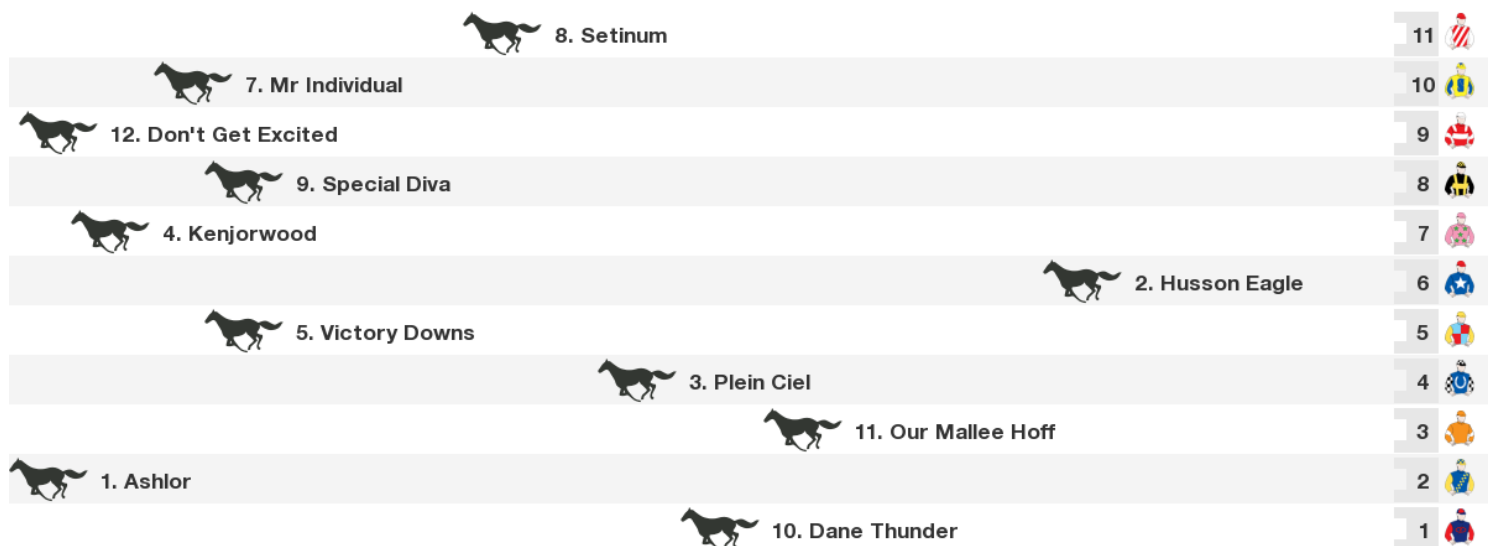 8. Setinum 11
7. Mr Individual 10
12. Don't Get Excited 9
9. Special Diva 8
4. Kenjorwood 7
2. Husson Eagle 6
5. Victory Downs 5
3. Plein Ciel 4
11. Our Mallee Hoff 3
1. Ashlor 2
10. Dane Thunder 1